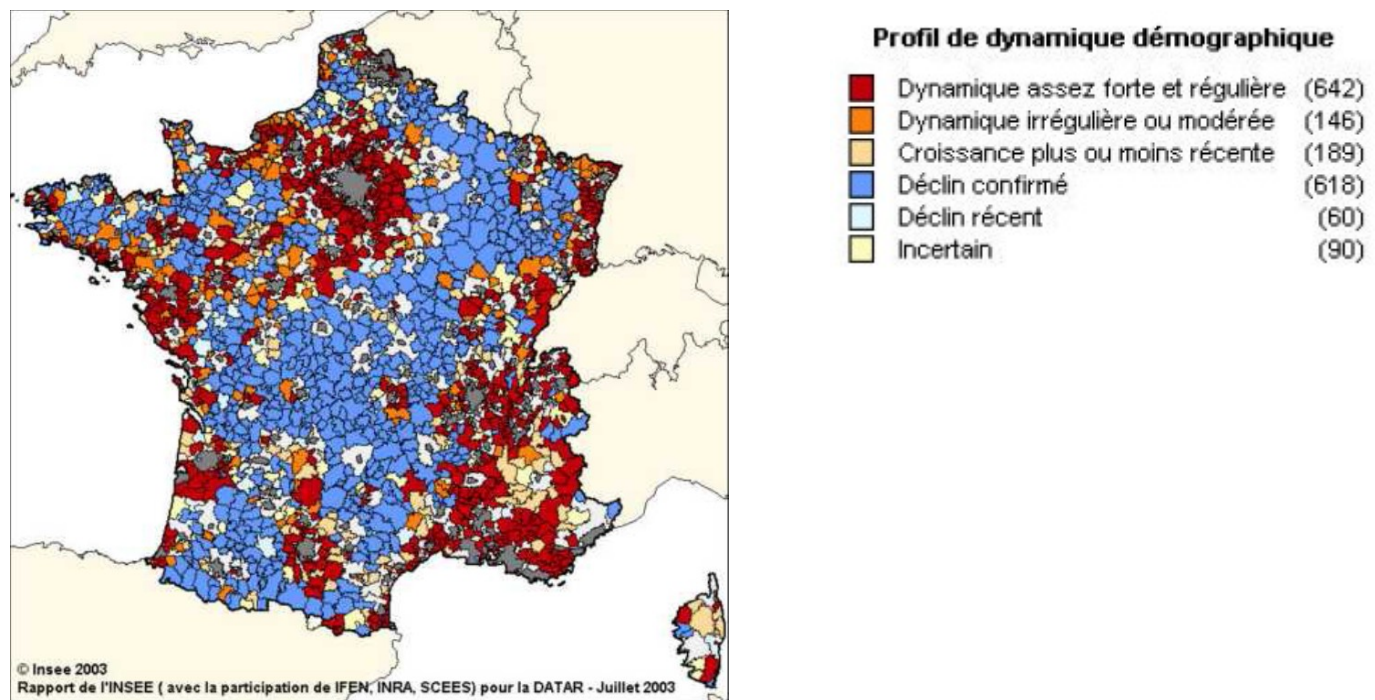 Profil de dynamique démographique
Dynamique assez forte et régulière (642)
Dynamique irrégulière ou modérée (146)
Croissance plus ou moins récente (189)
Déclin confirmé (618)
Déclin récent (60)
Incertain (90)
© Insee 2003
Rapport de l'INSEE ( avec la participation de IFEN, INRA, SCEES) pour la DATAR - Juillet 2003